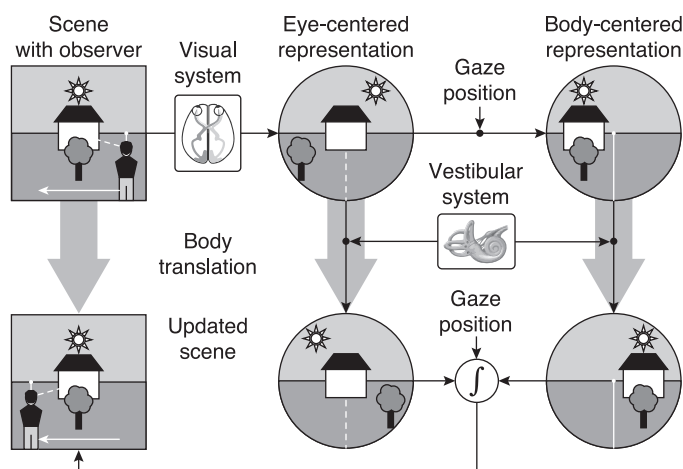 Scene
with observer
Visual
system
Eye-centered
representation
Gaze
position
Body-centered
representation
Vestibular
system
Body
translation
Updated
scene
Gaze
position
∫